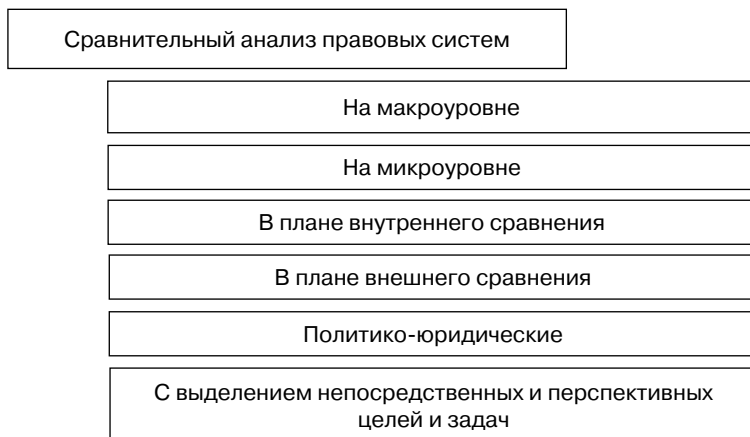 Сравнительный анализ правовых систем
На макроуровне
На микроуровне
В плане внутреннего сравнения
В плане внешнего сравнения
Политико-юридические
С выделением непосредственных и перспективных
целей и задач